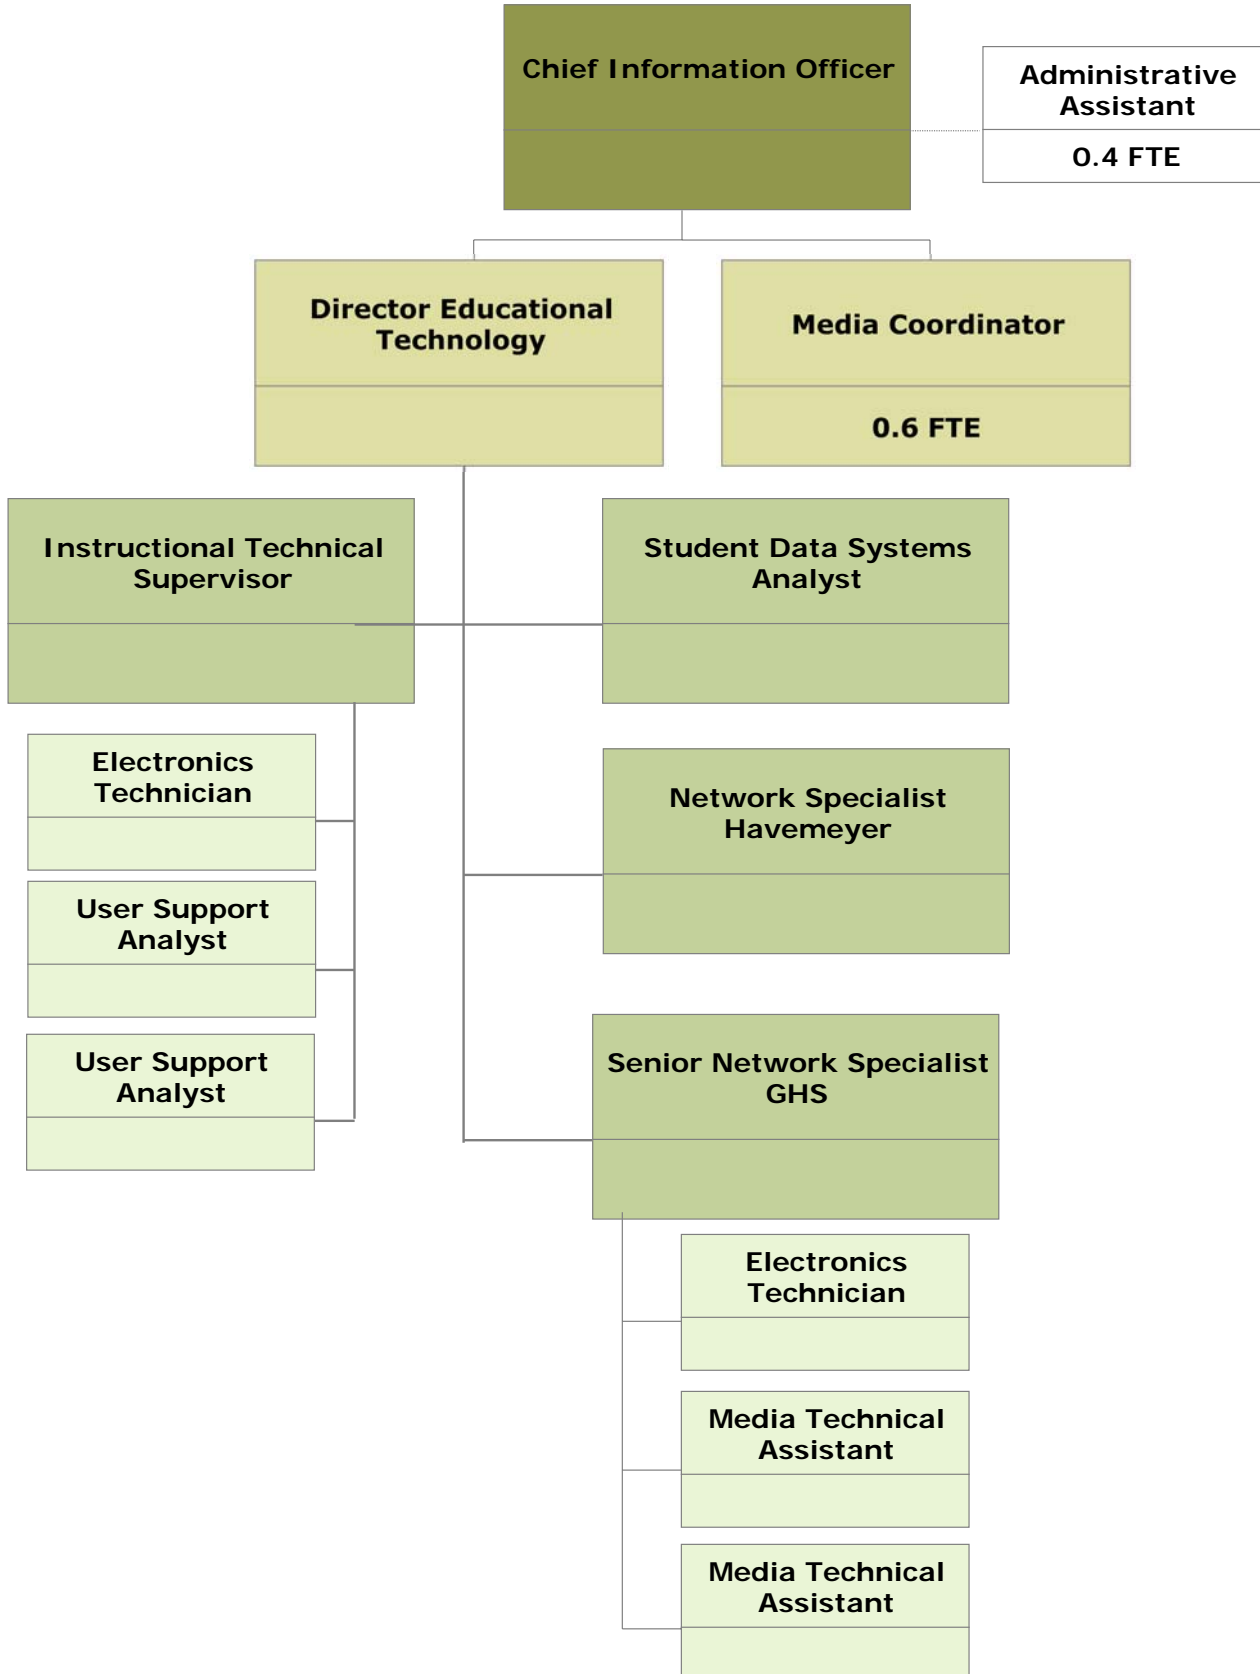 Chief Information Officer
Administrative
Assistant
0.4 FTE
Director Educational
Technology
Media Coordinator
0.6 FTE
Instructional Technical
Supervisor
Student Data Systems
Analyst
Electronics
Technician
User Support
Analyst
User Support
Analyst
Network Specialist
Havemeyer
Senior Network Specialist
GHS
Electronics
Technician
Media Technical
Assistant
Media Technical
Assistant